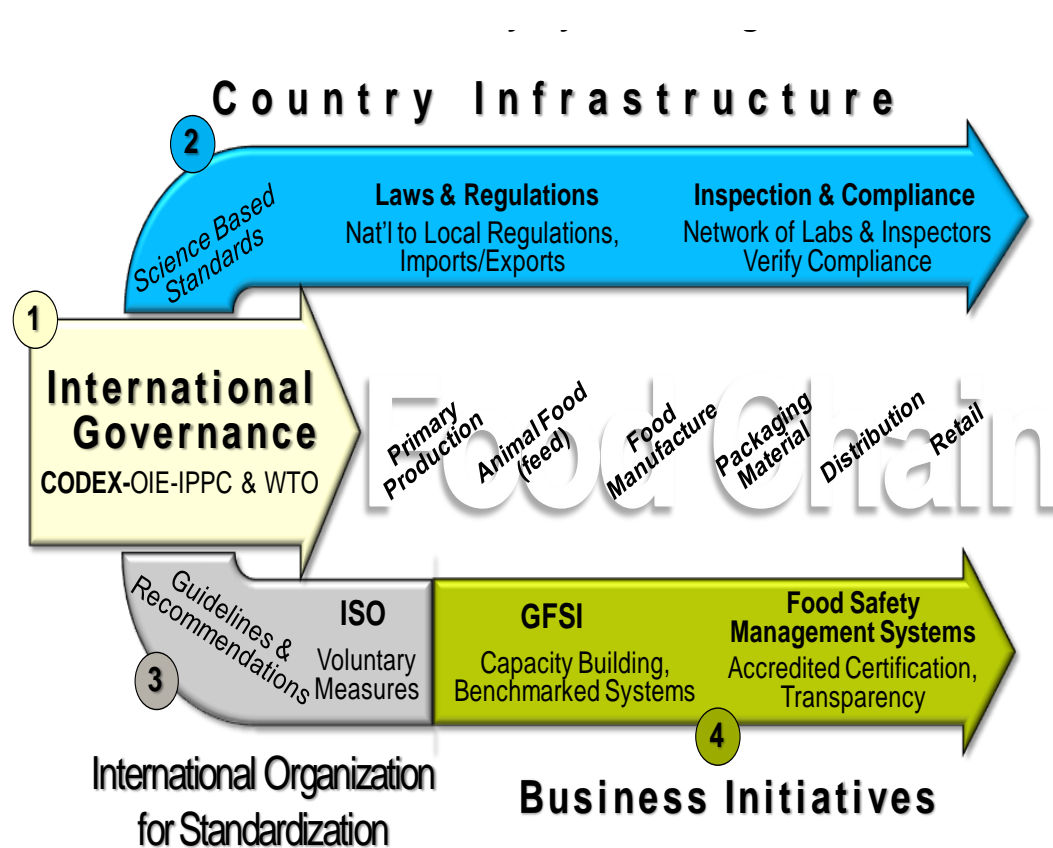 Country Infrastructure
2
Science Based
Standards
Laws & Regulations
Nat'l to Local Regulations,
Imports/Exports
Inspection & Compliance
Network of Labs & Inspectors
Verify Compliance
1
International
Governance
CODEX-OIE-IPPC & WTO
Food Chain
Primary
Production
Animal Food
(feed)
Food
Manufacture
Packaging
Material
Distribution
Retail
Guidelines &
Recommendations
3
ISO
Voluntary
Measures
GFSI
Capacity Building,
Benchmarked Systems
Food Safety
Management Systems
Accredited Certification,
Transparency
4
International Organization
for Standardization
Business Initiatives